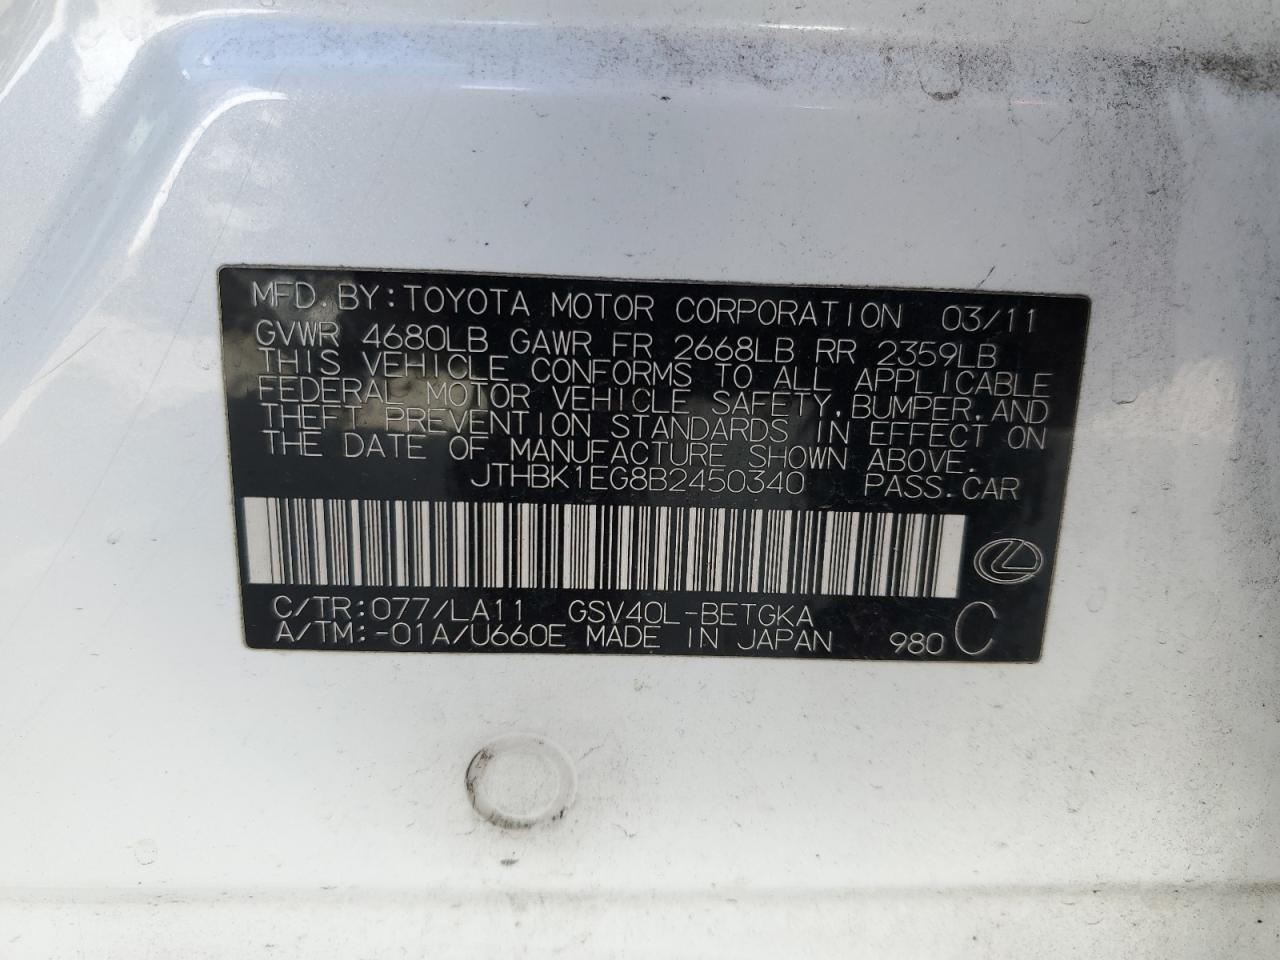 MFD.BY:TOYOTA MOTOR CORPORATION 03/11
GVWR 4680LB GAWR FR 2668LB RR 2359LB
THIS VEHICLE CONFORMS TO ALL APPLICABLE
FEDERAL MOTOR VEHICLE SAFETY,BUMPER,AND
THEFT PREVENTION STANDARDS IN EFFECT ON
THE DATE OF MANUFACTURE SHOWN ABOVE.
JTHBK1EG8B2450340 PASS.CAR
C/TR:077/LA11 GSV40L-BETGKA
A/TM:-01A/U660E MADE IN JAPAN 980 C